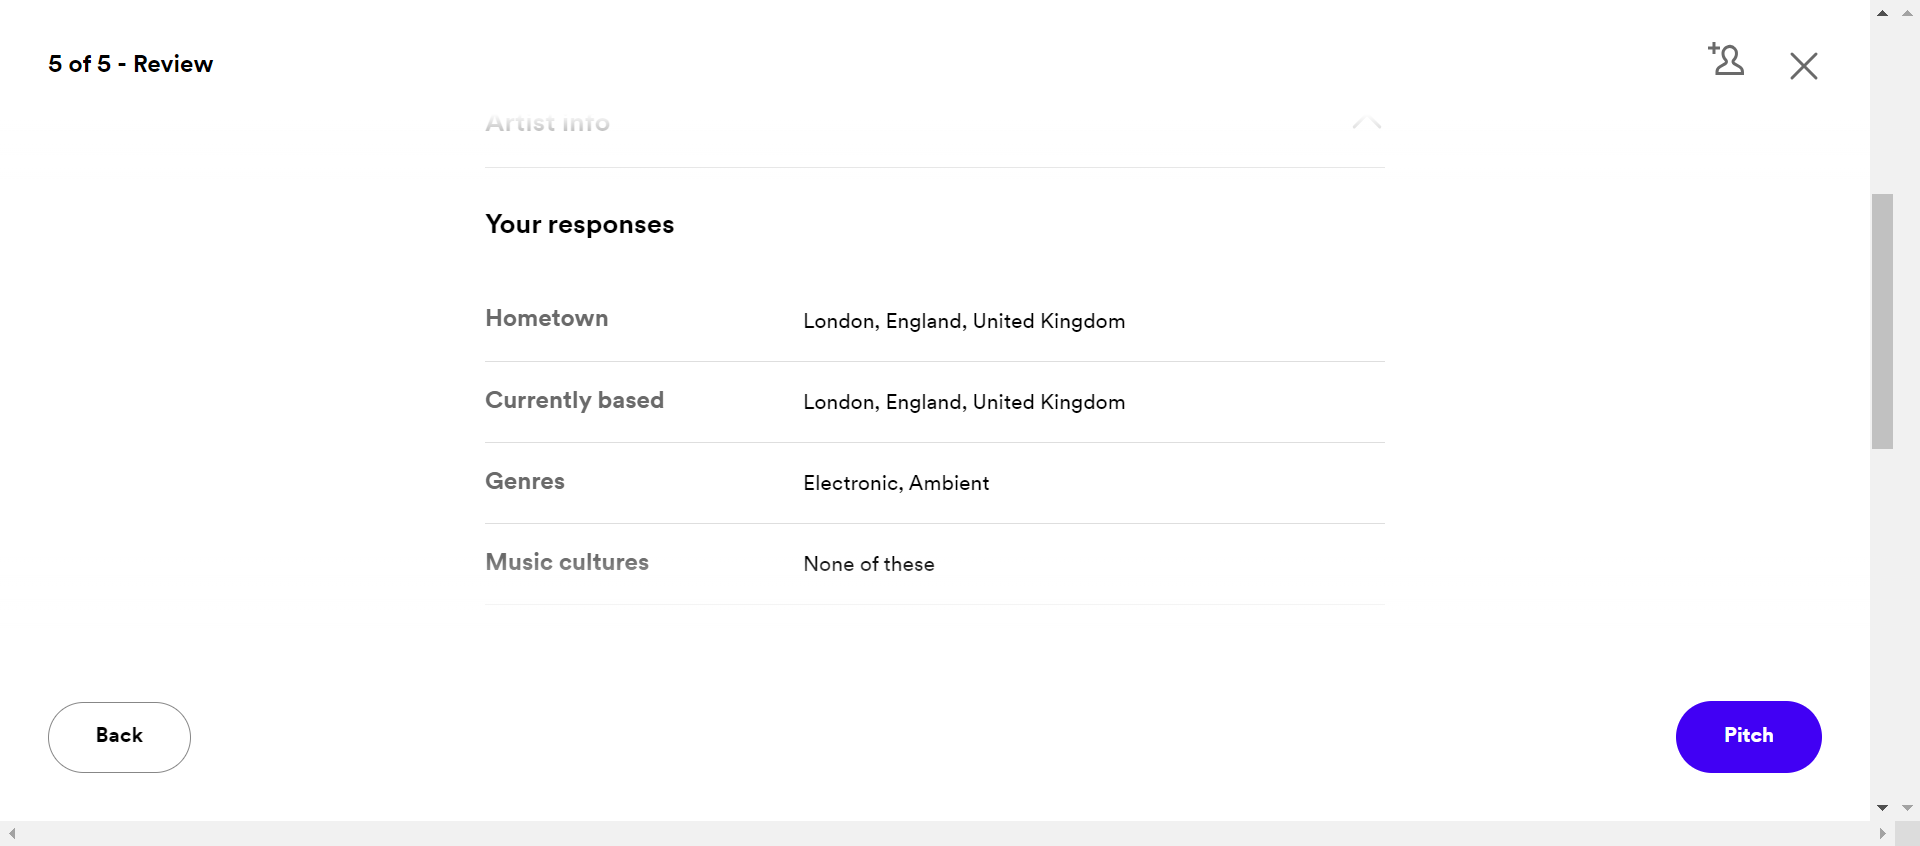 5 of 5 - Review
Artist info
Your responses
Hometown London, England, United Kingdom
Currently based London, England, United Kingdom
Genres Electronic, Ambient
Music cultures None of these
Back Pitch